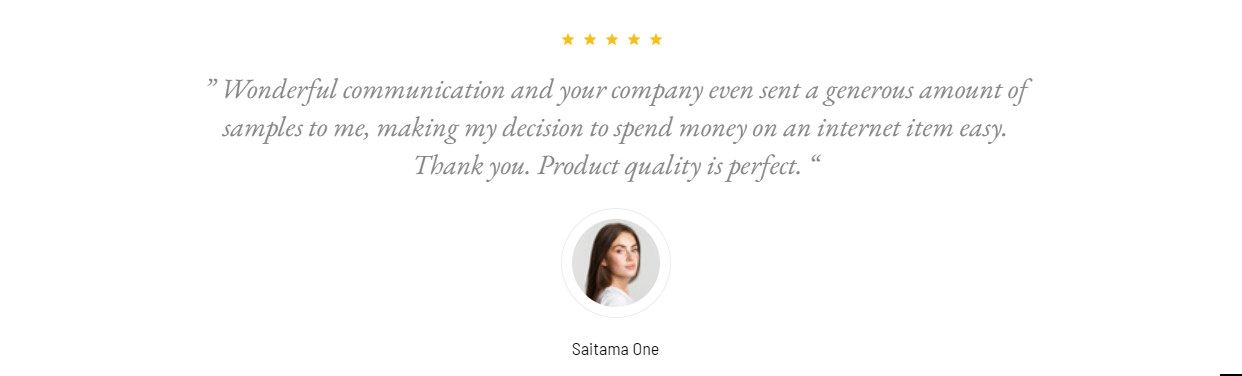 ” Wonderful communication and your company even sent a generous amount of
samples to me, making my decision to spend money on an internet item easy.
Thank you. Product quality is perfect. “
Saitama One